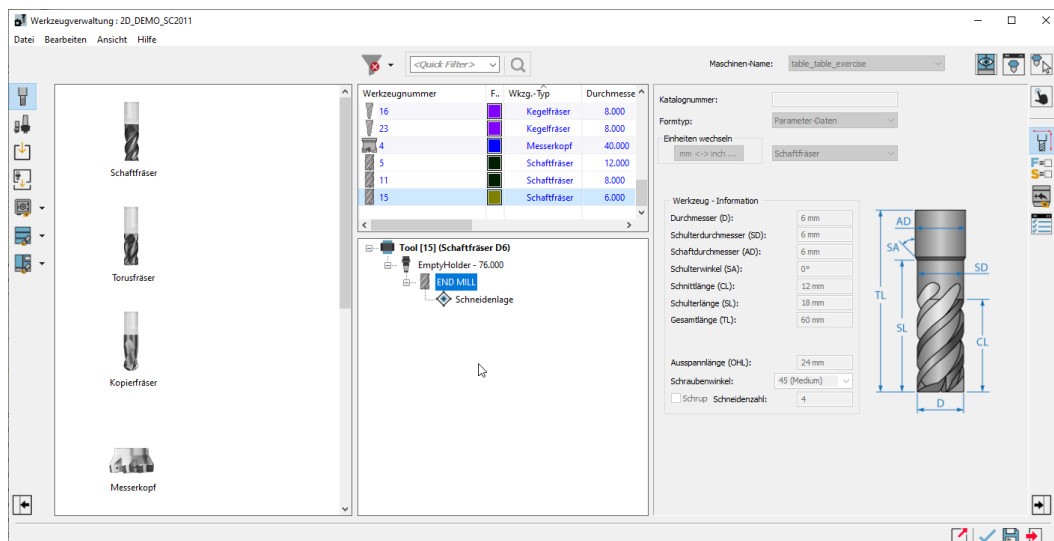 Werkzeugverwaltung : 2D_DEMO_SC2011
Datei Bearbeiten Ansicht Hilfe
<Quick Filter>
Maschinen-Name: table_table_exercise
Schaftfräser
Torusfräser
Kopierfräser
Messerkopf
Werkzeugnummer F.. Wkzg.-Typ Durchmesse
16 Kegelfräser 8.000
23 Kegelfräser 8.000
4 Messerkopf 40.000
5 Schaftfräser 12.000
11 Schaftfräser 8.000
15 Schaftfräser 6.000
Tool [15] (Schaftfräser D6)
EmptyHolder - 76.000
END MILL
Schneidenlage
Katalognummer:
Formtyp: Parameter-Daten
Einheiten wechseln
mm <-> inch ... Schaftfräser
Werkzeug - Information
Durchmesser (D): 6 mm
Schulterdurchmesser (SD): 6 mm
Schaftdurchmesser (AD): 6 mm
Schulterwinkel (SA): 0°
Schnittlänge (CL): 12 mm
Schulterlänge (SL): 18 mm
Gesamtlänge (TL): 60 mm
Ausspannlänge (OHL): 24 mm
Schraubenwinkel: 45 (Medium)
Schrup Schneidenzahl: 4
AD
SA
SD
TL
SL
CL
D
F=
S=